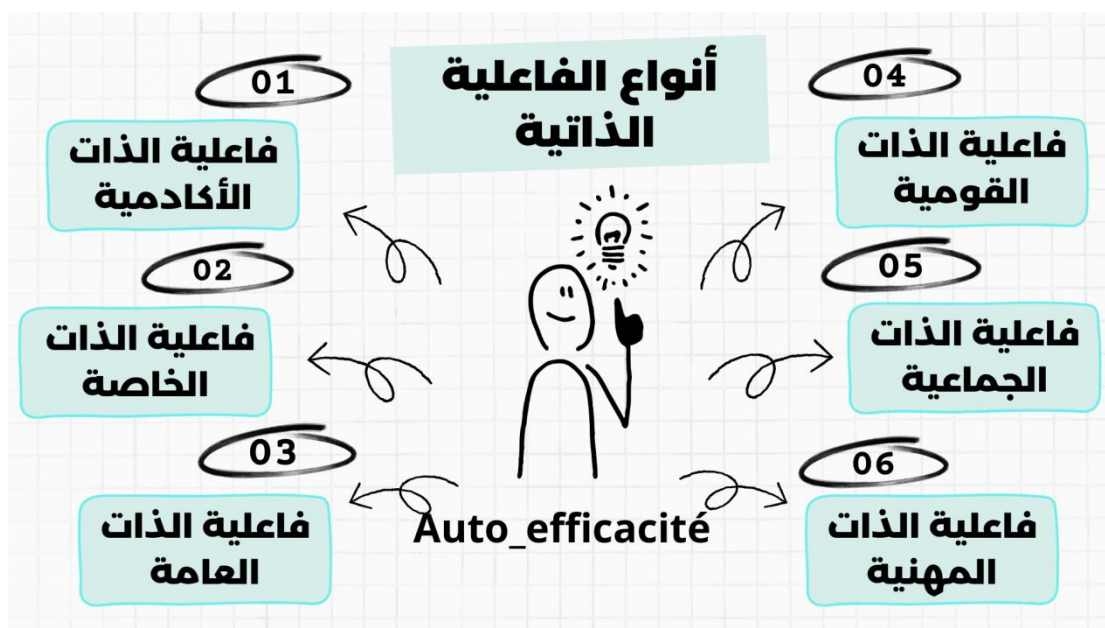 أنواع الفاعلية
الذاتية
01
فاعلية الذات
الأكادمية
02
فاعلية الذات
الخاصة
03
فاعلية الذات
العامة
04
فاعلية الذات
القومية
05
فاعلية الذات
الجماعية
06
فاعلية الذات
المهنية
Auto_efficacité